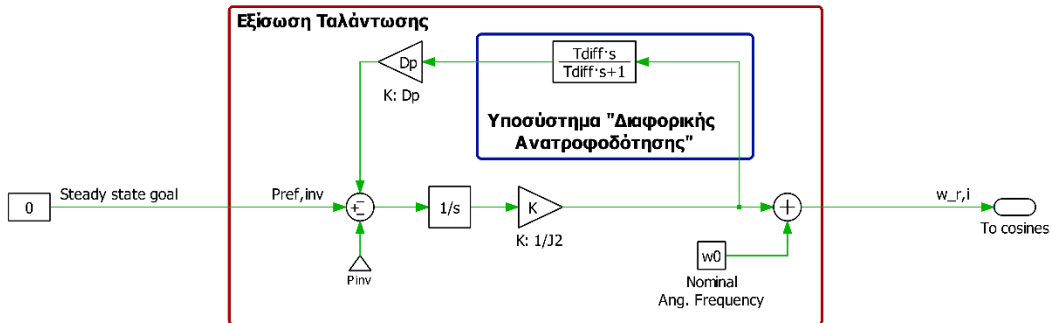 Εξίσωση Ταλάντωσης
Tdiff·s
Tdiff·s+1
Dp
K: Dp
Υποσύστημα "Διαφορικής
Ανατροφοδότησης"
Steady state goal
Pref,inv
w_r,i
0
1/s
K
To cosines
K: 1/J2
Pinv
w0
Nominal
Ang. Frequency